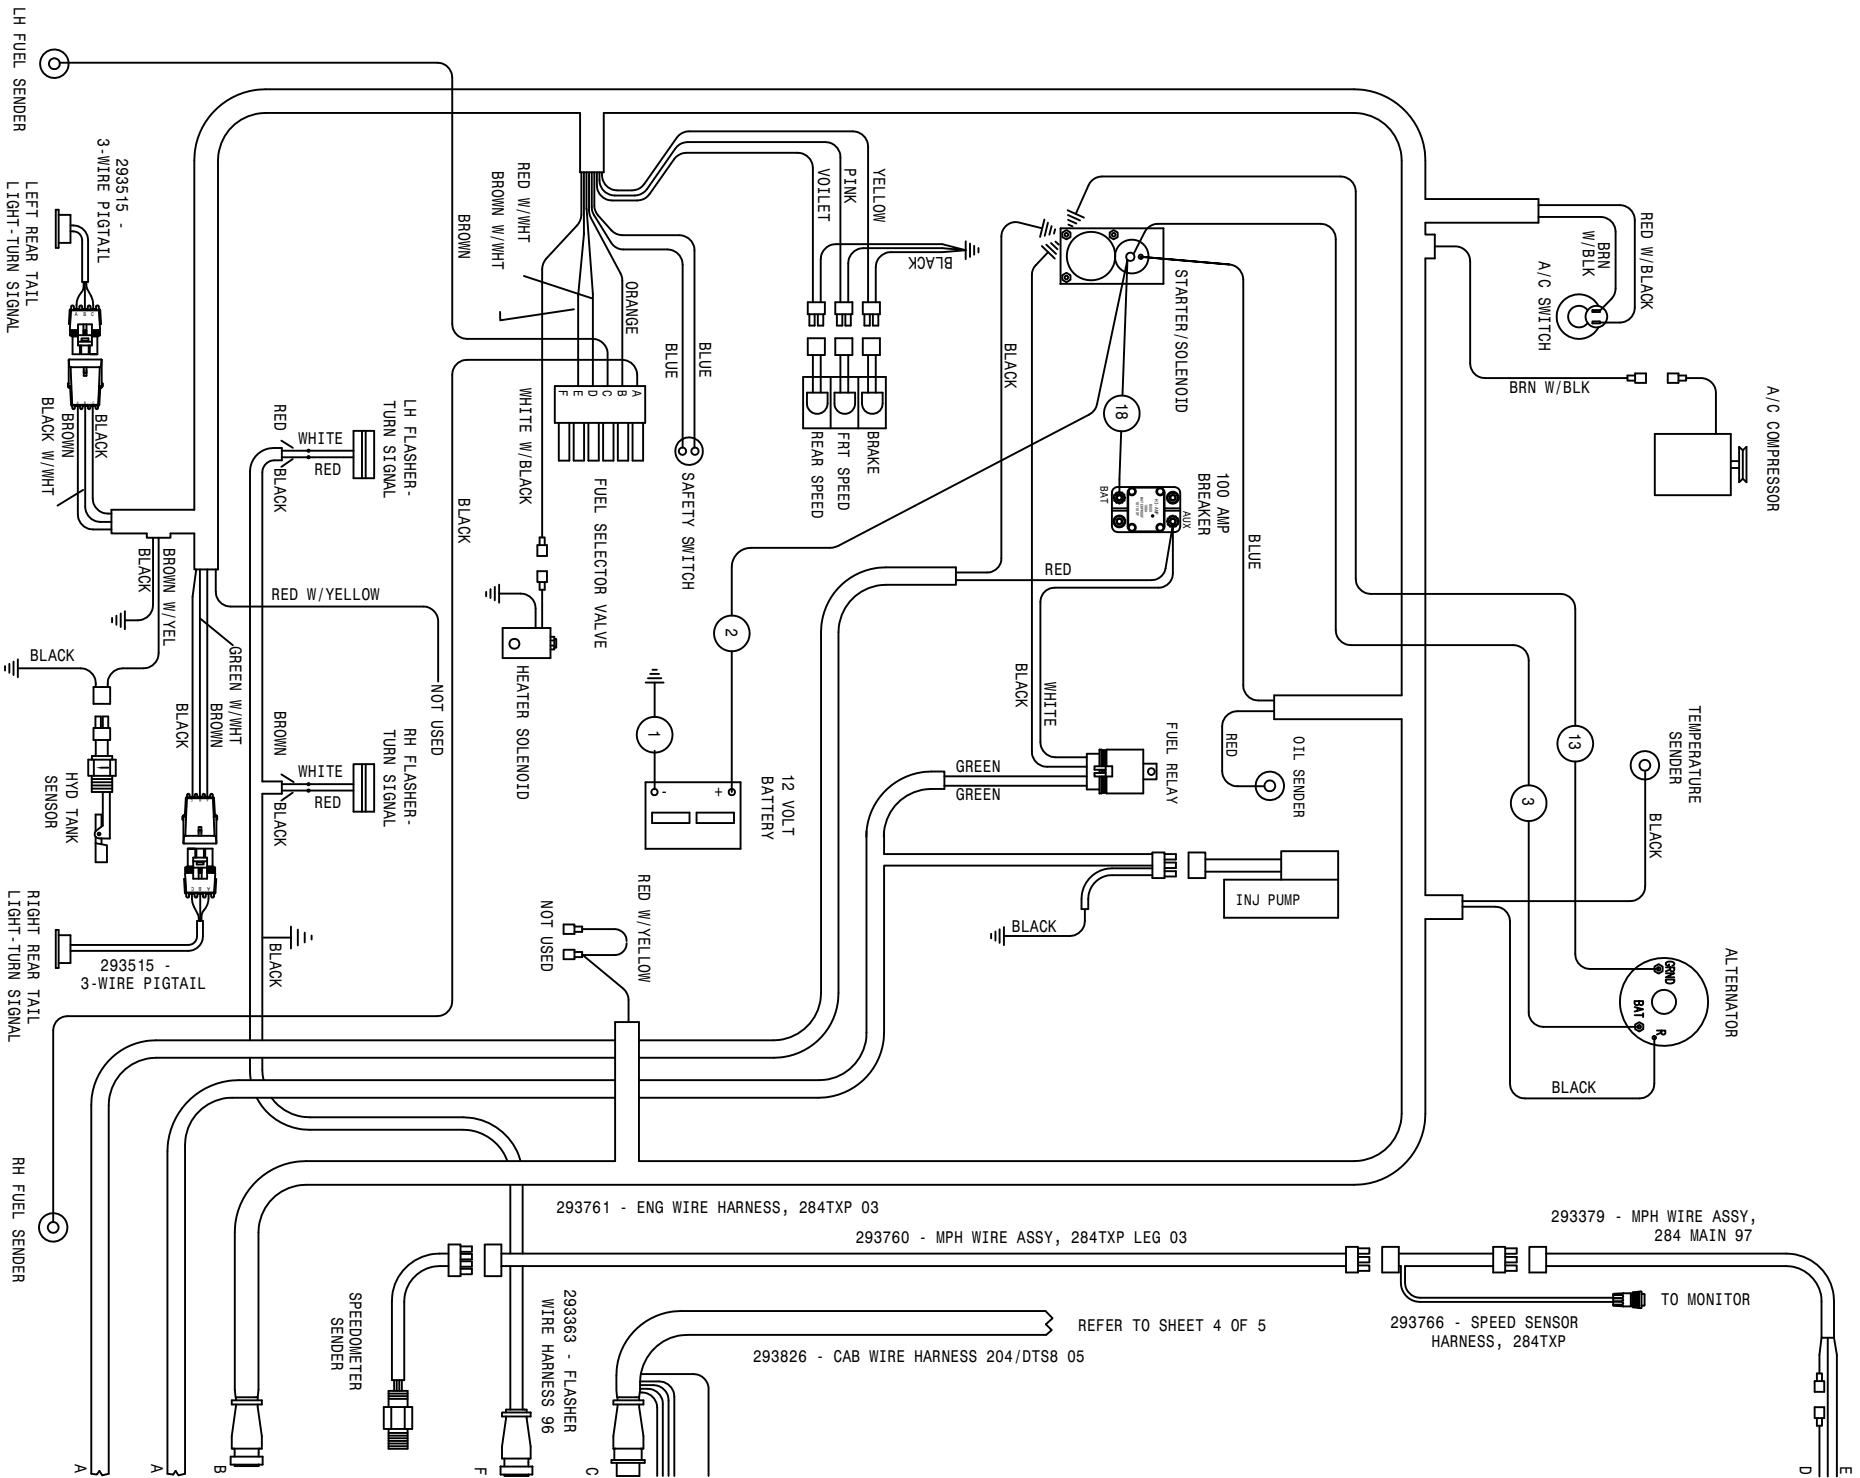 LH FUEL SENDER
293515 -
3-WIRE PIGTAIL
LEFT REAR TAIL
LIGHT-TURN SIGNAL
BLACK
BROWN
BLACK W/WHT
BROWN
RED W/WHT
BROWN W/WHT
ORANGE
VOILET
PINK
YELLOW
BLACK
BLUE
BLUE
A
B
C
D
E
F
FUEL SELECTOR VALVE
SAFETY SWITCH
REAR SPEED
FRT SPEED
BRAKE
WHITE W/BLACK
BLACK
HEATER SOLENOID
STARTER/SOLENOID
BLACK
18
100 AMP
BREAKER
BAT
AUX
RED
BLUE
WHITE
BLACK
2
1
-
+
12 VOLT
BATTERY
RED W/BLACK
BRN
W/BLK
A/C SWITCH
BRN W/BLK
A/C COMPRESSOR
LH FLASHER-
TURN SIGNAL
RED
WHITE
RED
BLACK
BROWN W/YEL
BLACK
RED W/YELLOW
NOT USED
GREEN W/WHT
BROWN
BLACK
BLACK
HYD TANK
SENSOR
BROWN
WHITE
RED
BLACK
RH FLASHER-
TURN SIGNAL
BLACK
293515 -
3-WIRE PIGTAIL
RIGHT REAR TAIL
LIGHT-TURN SIGNAL
FUEL RELAY
GREEN
GREEN
RED
OIL SENDER
INJ PUMP
BLACK
RED W/YELLOW
NOT USED
TEMPERATURE
SENDER
BLACK
13
3
ALTERNATOR
GRND
BAT
R
BLACK
RH FUEL SENDER
293761 - ENG WIRE HARNESS, 284TXP 03
293760 - MPH WIRE ASSY, 284TXP LEG 03
293379 - MPH WIRE ASSY,
284 MAIN 97
TO MONITOR
293766 - SPEED SENSOR
HARNESS, 284TXP
REFER TO SHEET 4 OF 5
293826 - CAB WIRE HARNESS 204/DTS8 05
SPEEDOMETER
SENDER
293363 - FLASHER
WIRE HARNESS 96
A
A
B
F
C
D
E